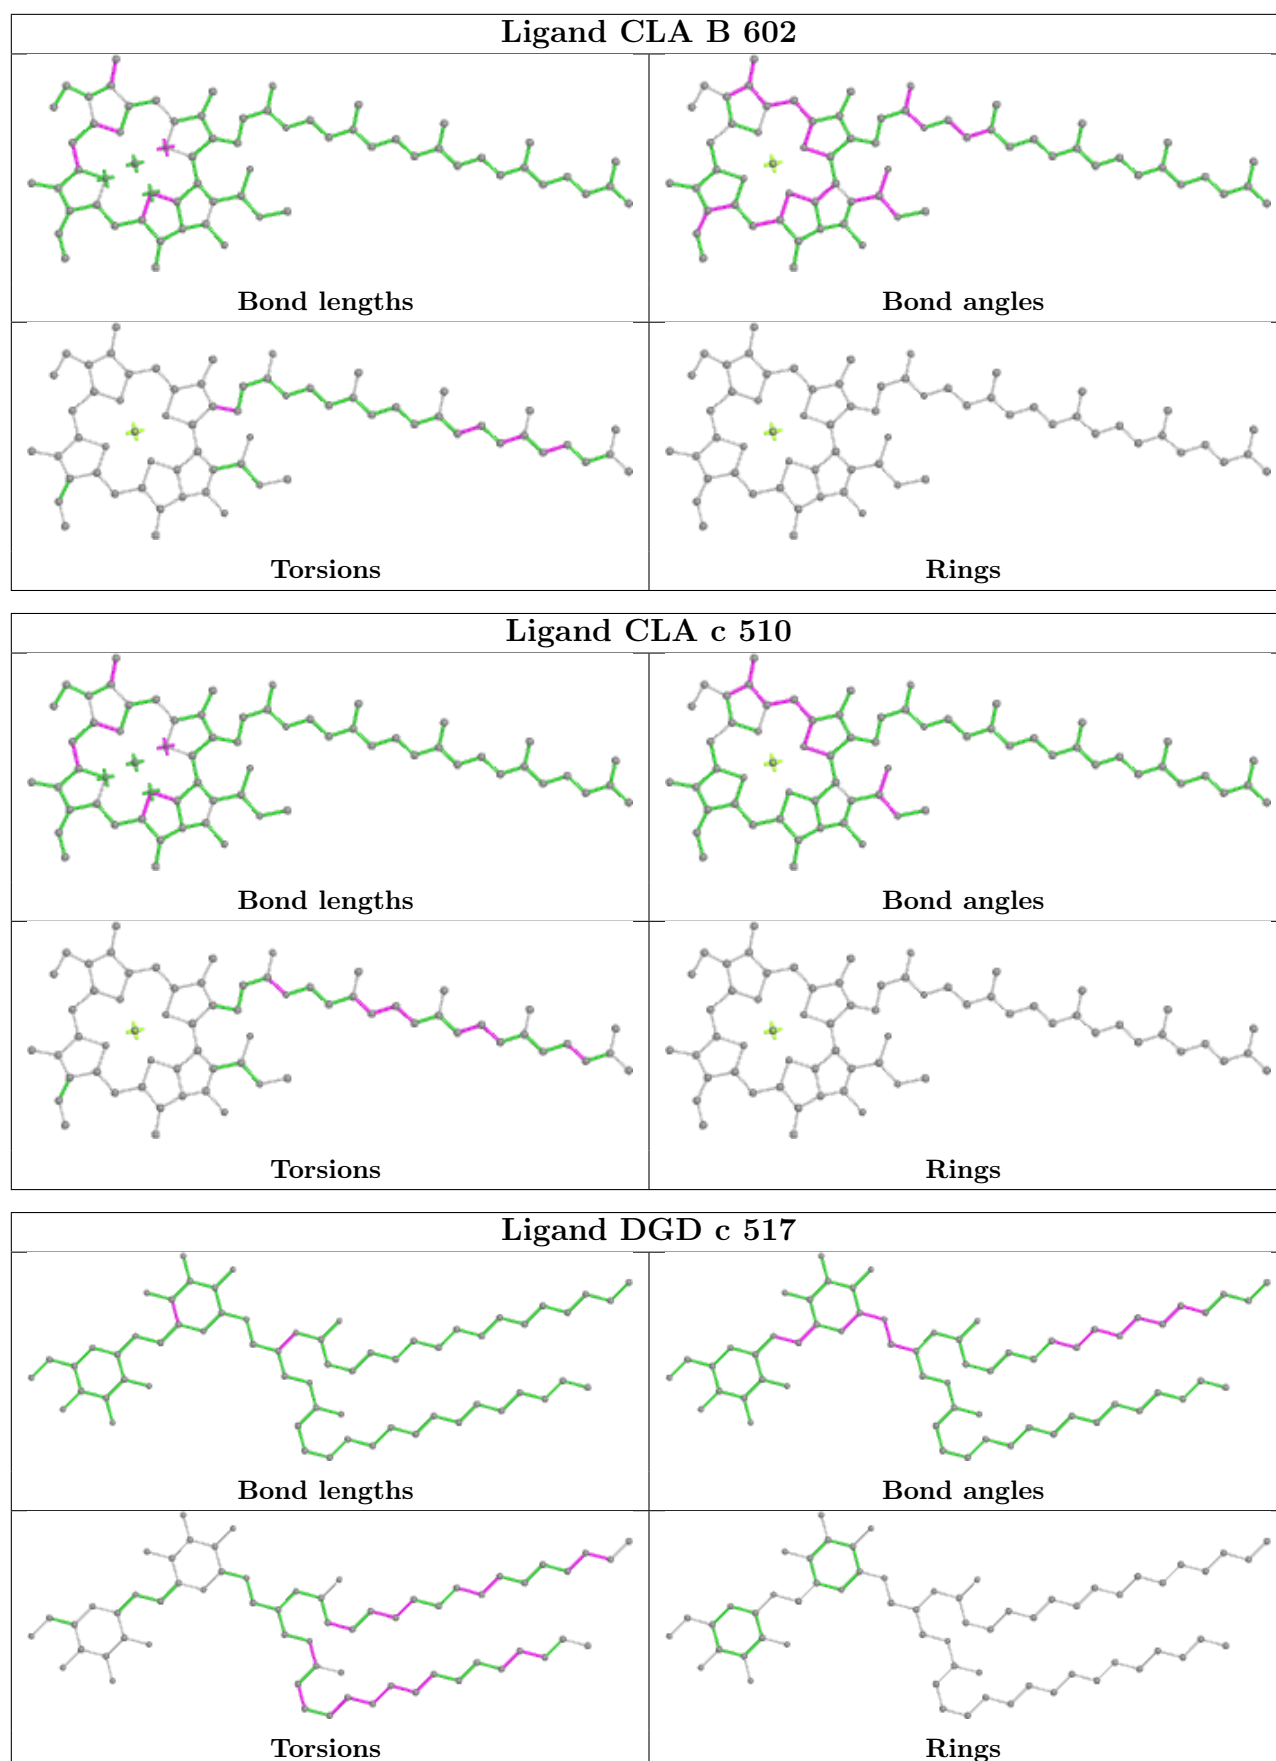 Ligand CLA B 602
Bond lengths
Bond angles
Torsions
Rings
Ligand CLA c 510
Bond lengths
Bond angles
Torsions
Rings
Ligand DGD c 517
Bond lengths
Bond angles
Torsions
Rings